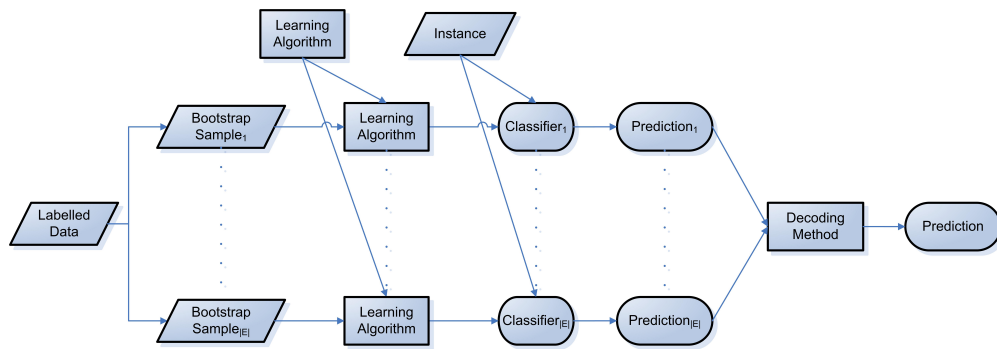 Learning
Algorithm
Instance
Bootstrap
Sample₁
Learning
Algorithm
Classifier₁
Prediction₁
Labelled
Data
Decoding
Method
Prediction
Bootstrap
Sample|E|
Learning
Algorithm
Classifier|E|
Prediction|E|